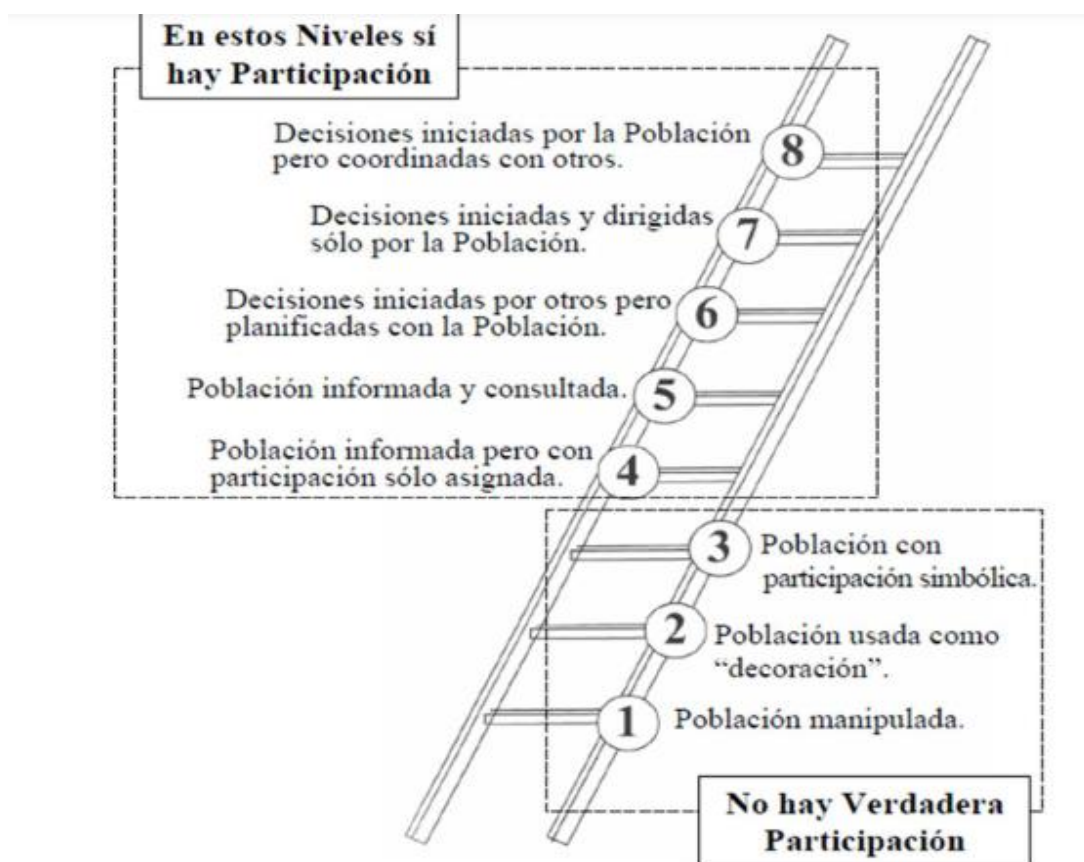 En estos Niveles sí
hay Participación
Decisiones iniciadas por la Población
pero coordinadas con otros.
8
Decisiones iniciadas y dirigidas
sólo por la Población.
7
Decisiones iniciadas por otros pero
planificadas con la Población.
6
Población informada y consultada.
5
Población informada pero con
participación sólo asignada.
4
3
Población con
participación simbólica.
2
Población usada como
“decoración”.
1
Población manipulada.
No hay Verdadera
Participación